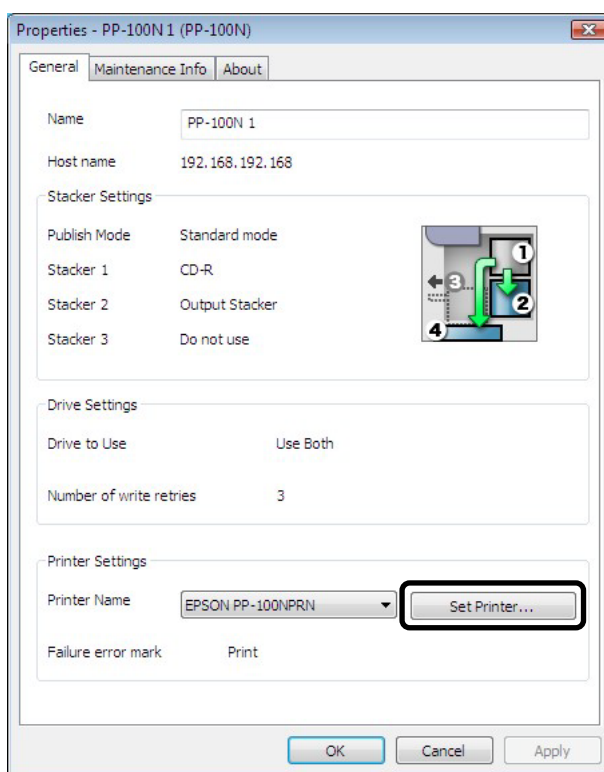 Properties - PP-100N 1 (PP-100N)
General Maintenance Info About
Name PP-100N 1
Host name 192.168.192.168
Stacker Settings
Publish Mode Standard mode
Stacker 1 CD-R
Stacker 2 Output Stacker
Stacker 3 Do not use
1
3
2
4
Drive Settings
Drive to Use Use Both
Number of write retries 3
Printer Settings
Printer Name EPSON PP-100NPRN Set Printer...
Failure error mark Print
OK Cancel Apply